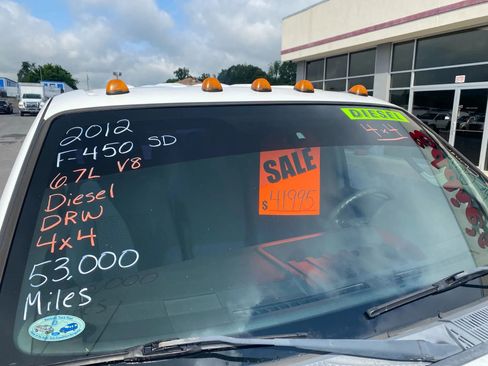 2012
F-450 SD
6.7L V8
Diesel
DRW
4x4
53,000
Miles
SALE
$41995
DIESEL
4x4